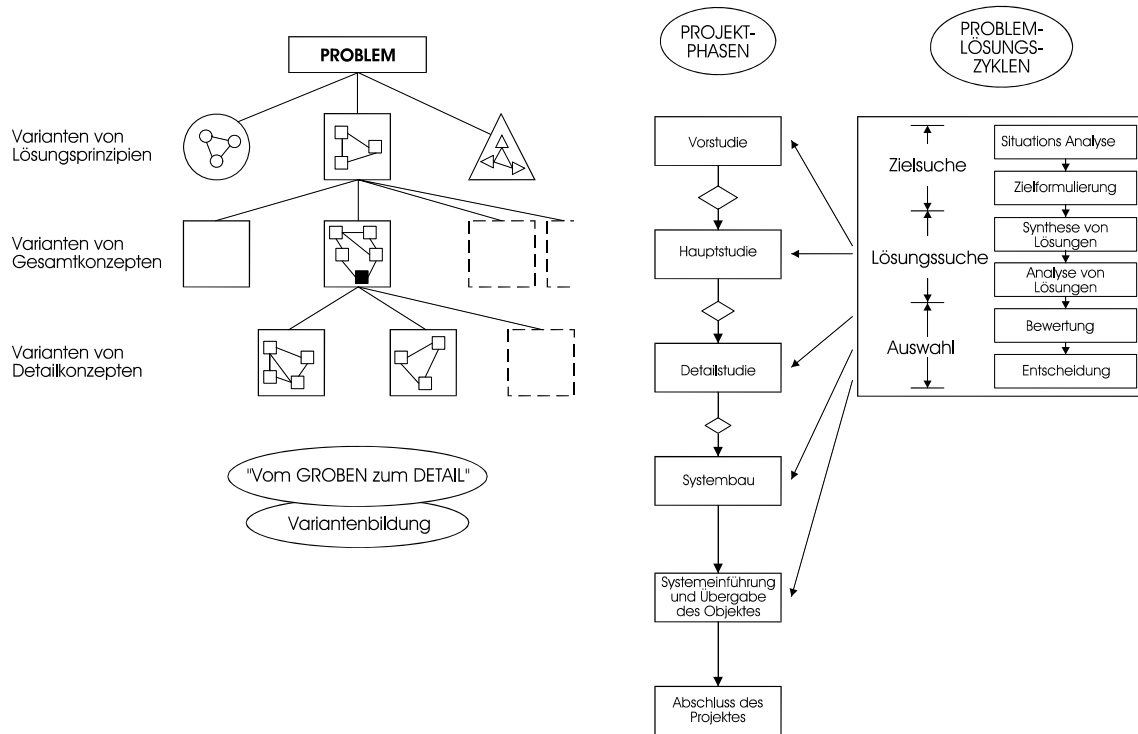 PROBLEM
Varianten von
Lösungsprinzipien
Varianten von
Gesamtkonzepten
Varianten von
Detailkonzepten
"Vom GROBEN zum DETAIL"
Variantenbildung
PROJEKT-
PHASEN
Vorstudie
Hauptstudie
Detailstudie
Systembau
Systemeinführung
und Übergabe
des Objektes
Abschluss des
Projektes
PROBLEM-
LÖSUNGS-
ZYKLEN
Zielsuche
Lösungssuche
Auswahl
Situations Analyse
Zielformulierung
Synthese von
Lösungen
Analyse von
Lösungen
Bewertung
Entscheidung